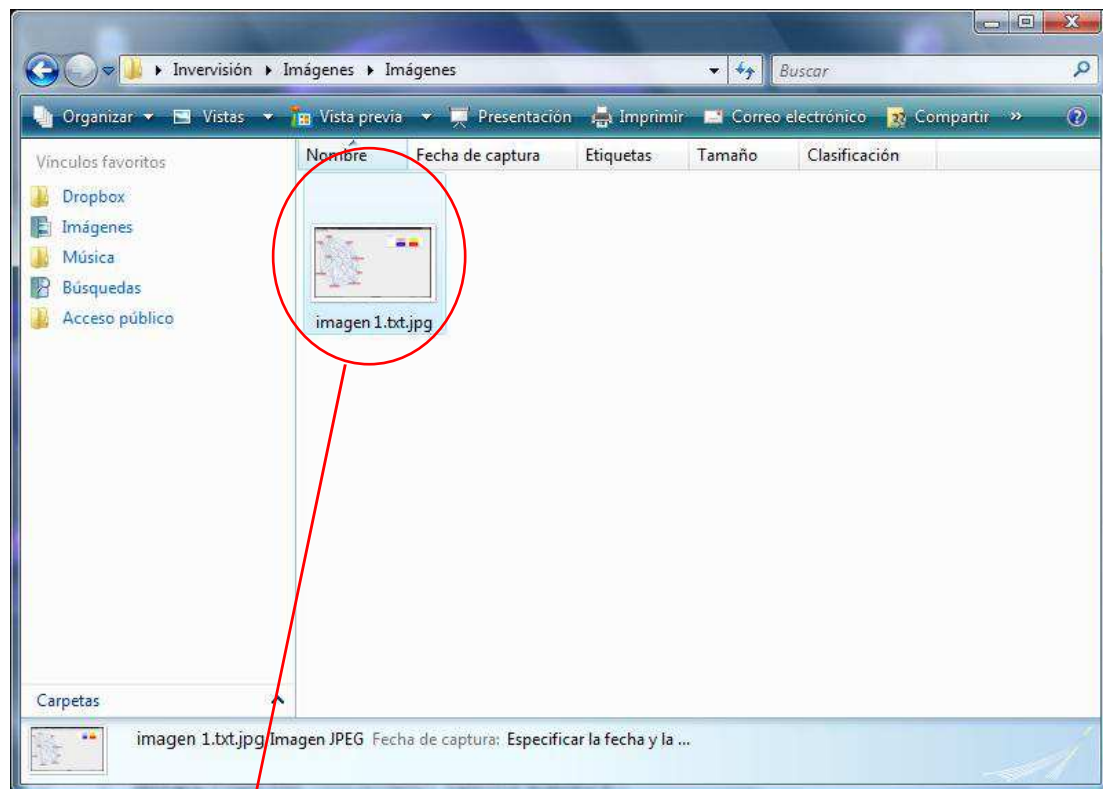 Invervisión Imágenes Imágenes
Buscar
Organizar Vistas Vista previa Presentación Imprimir Correo electrónico Compartir »
Vínculos favoritos
Dropbox
Imágenes
Música
Búsquedas
Acceso público
Carpetas
Nombre Fecha de captura Etiquetas Tamaño Clasificación
imagen 1.txt.jpg
imagen 1.txt.jpg Imagen JPEG Fecha de captura: Especificar la fecha y la ...